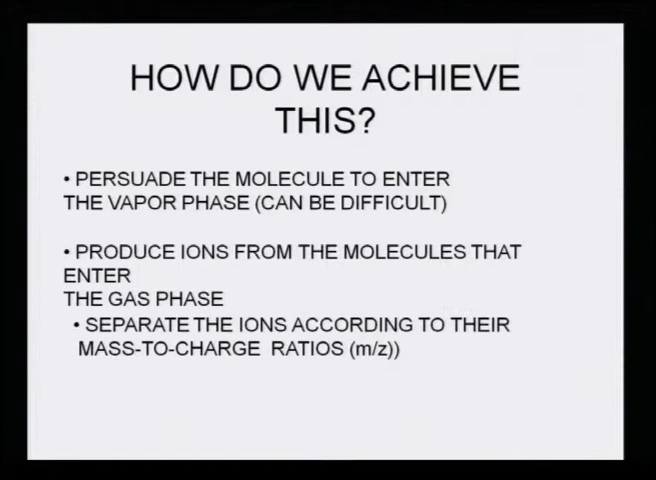 HOW DO WE ACHIEVE
THIS?
• PERSUADE THE MOLECULE TO ENTER
THE VAPOR PHASE (CAN BE DIFFICULT)
• PRODUCE IONS FROM THE MOLECULES THAT
ENTER
THE GAS PHASE
• SEPARATE THE IONS ACCORDING TO THEIR
MASS-TO-CHARGE RATIOS (m/z))